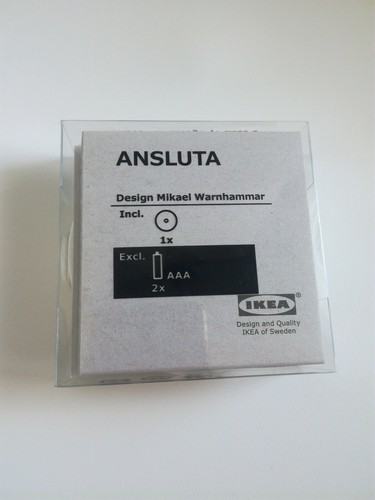 ANSLUTA
Design Mikael Warnhammar
Incl.
1x
Excl.
AAA
2x
IKEA®
Design and Quality
IKEA of Sweden